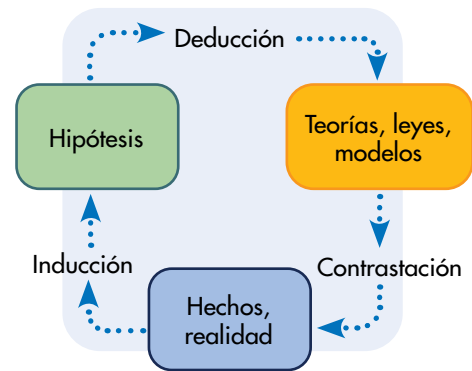 Deducción
Hipótesis
Teorías, leyes,
modelos
Inducción
Contrastación
Hechos,
realidad